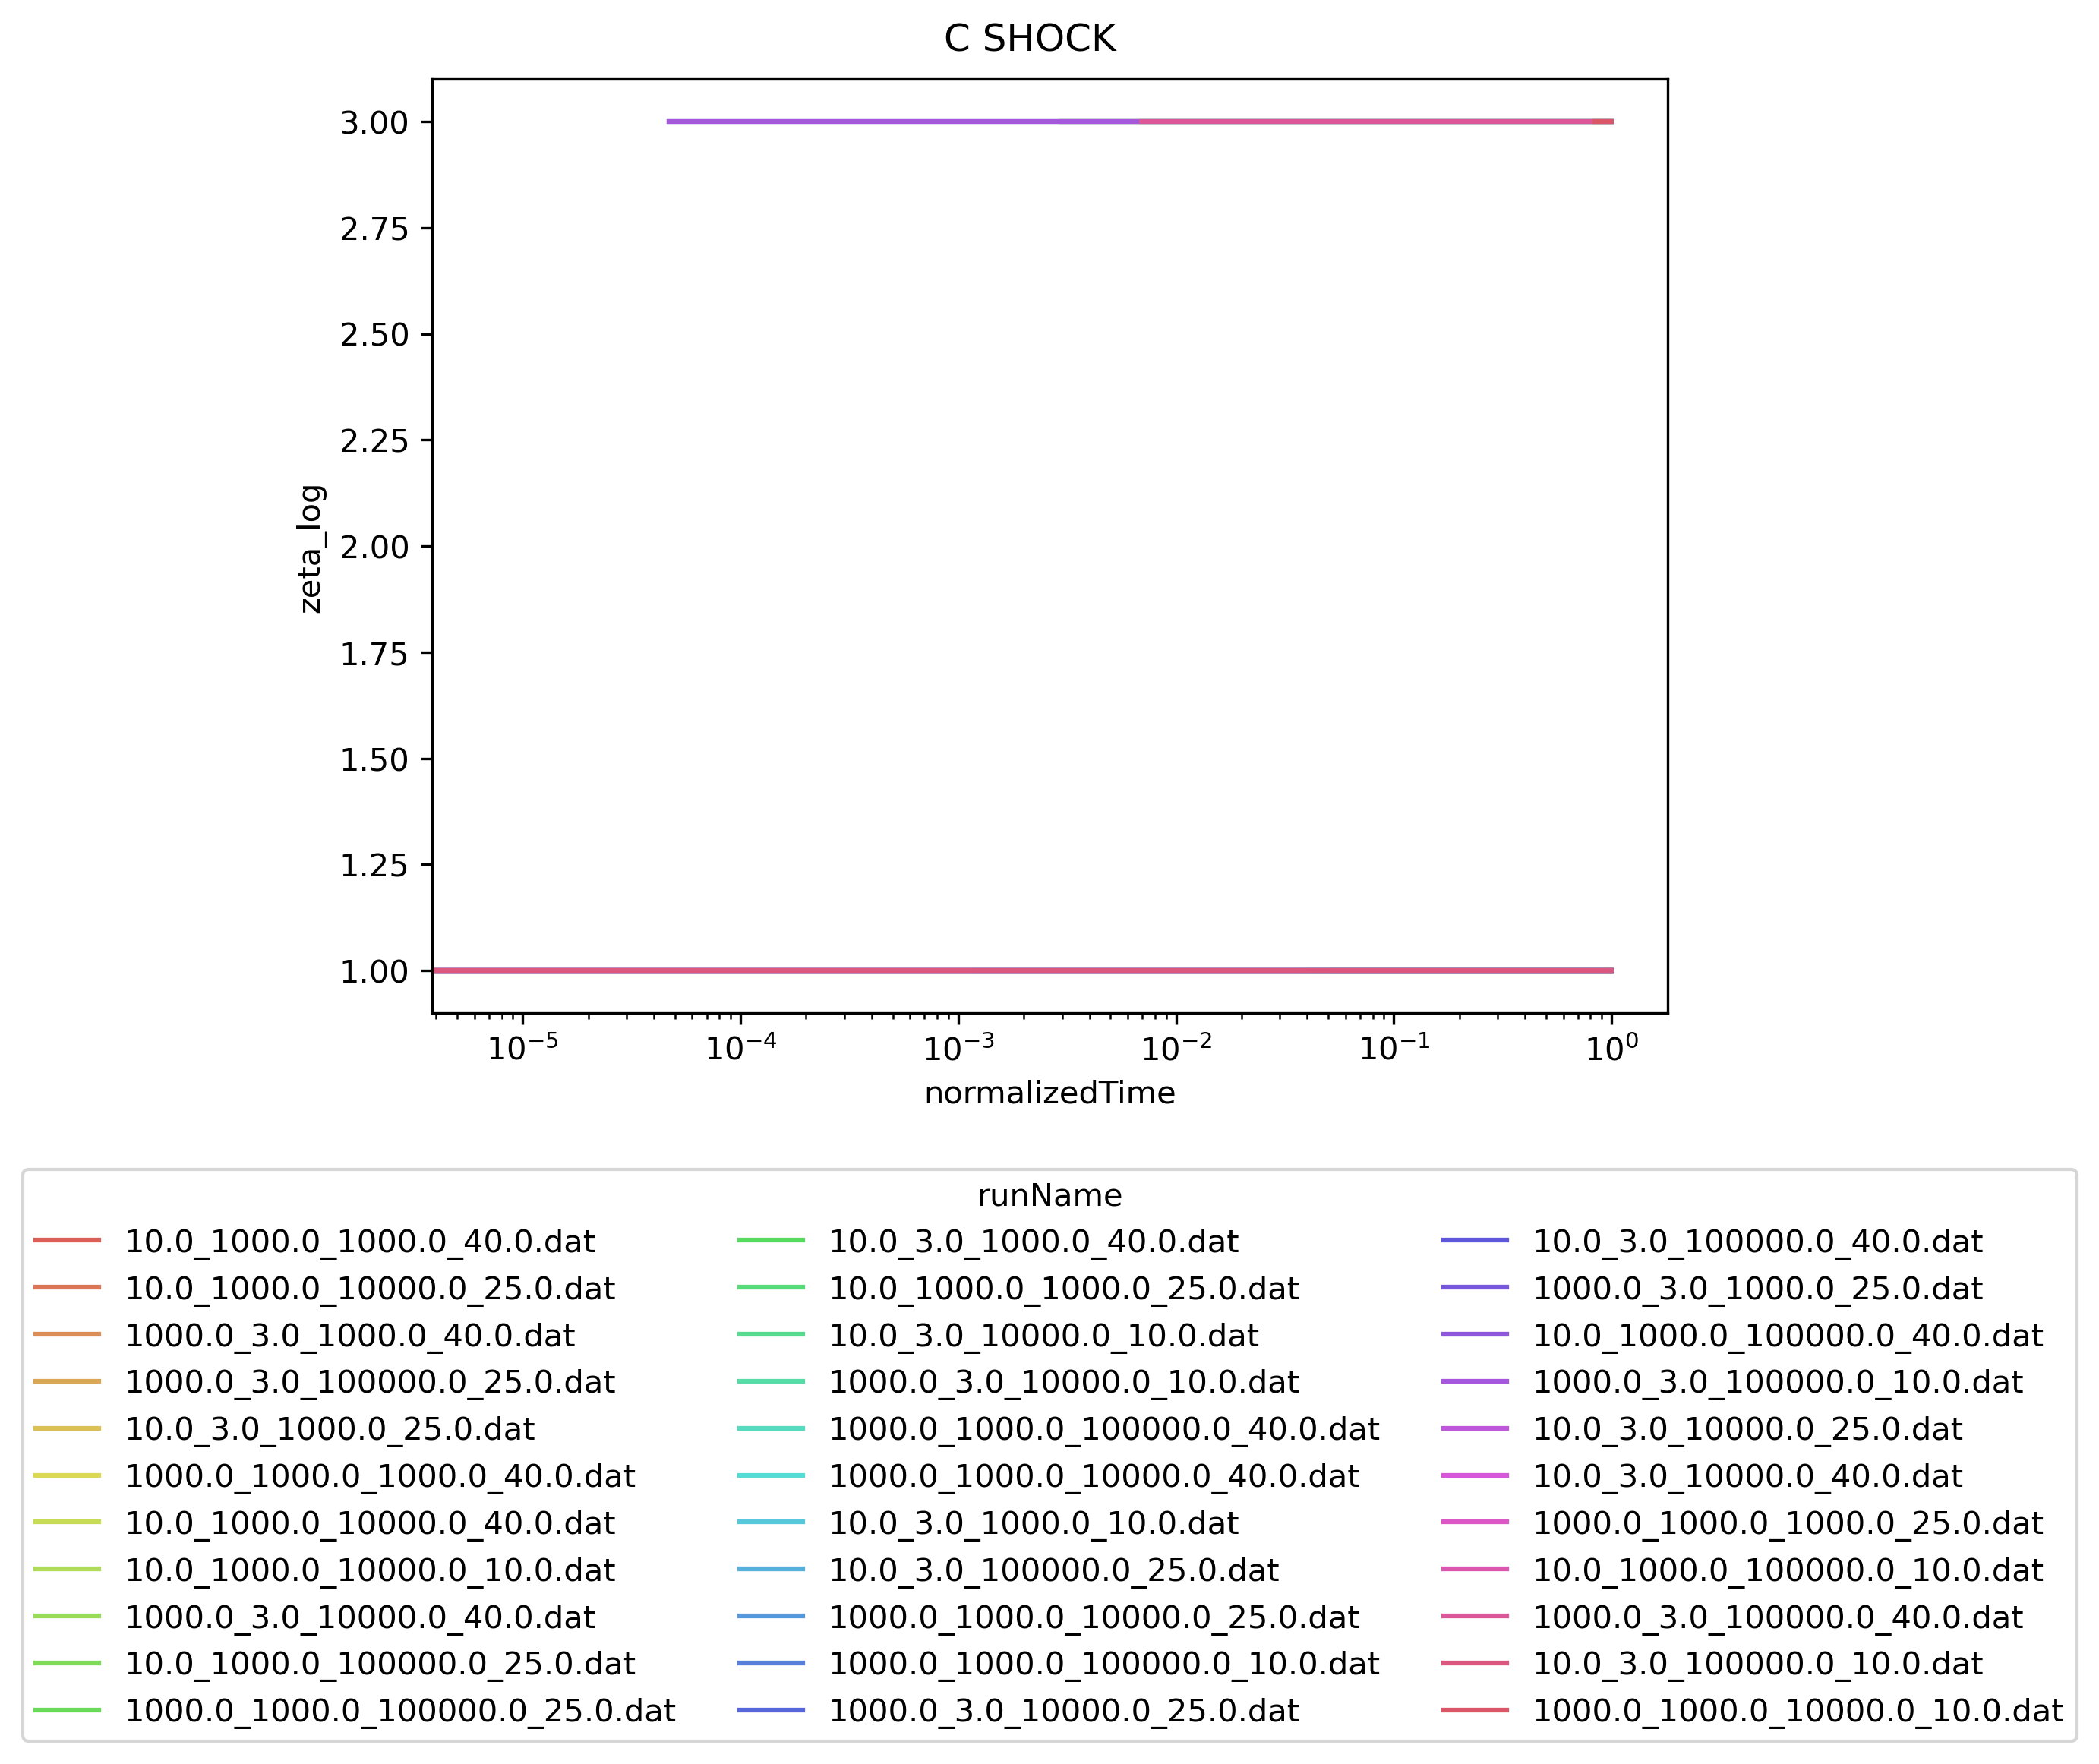 C SHOCK
3.00
2.75
2.50
2.25
2.00
1.75
1.50
1.25
1.00
zeta_log
10⁻⁵ 10⁻⁴ 10⁻³ 10⁻² 10⁻¹ 10⁰
normalizedTime
runName
10.0_1000.0_1000.0_40.0.dat
10.0_1000.0_10000.0_25.0.dat
1000.0_3.0_1000.0_40.0.dat
1000.0_3.0_100000.0_25.0.dat
10.0_3.0_1000.0_25.0.dat
1000.0_1000.0_1000.0_40.0.dat
10.0_1000.0_10000.0_40.0.dat
10.0_1000.0_10000.0_10.0.dat
1000.0_3.0_10000.0_40.0.dat
10.0_1000.0_100000.0_25.0.dat
1000.0_1000.0_100000.0_25.0.dat
10.0_3.0_1000.0_40.0.dat
10.0_1000.0_1000.0_25.0.dat
10.0_3.0_10000.0_10.0.dat
1000.0_3.0_10000.0_10.0.dat
1000.0_1000.0_100000.0_40.0.dat
1000.0_1000.0_10000.0_40.0.dat
10.0_3.0_1000.0_10.0.dat
10.0_3.0_100000.0_25.0.dat
1000.0_1000.0_10000.0_25.0.dat
1000.0_1000.0_100000.0_10.0.dat
1000.0_3.0_10000.0_25.0.dat
10.0_3.0_100000.0_40.0.dat
1000.0_3.0_1000.0_25.0.dat
10.0_1000.0_100000.0_40.0.dat
1000.0_3.0_100000.0_10.0.dat
10.0_3.0_10000.0_25.0.dat
10.0_3.0_10000.0_40.0.dat
1000.0_1000.0_1000.0_25.0.dat
10.0_1000.0_100000.0_10.0.dat
1000.0_3.0_100000.0_40.0.dat
10.0_3.0_100000.0_10.0.dat
1000.0_1000.0_10000.0_10.0.dat